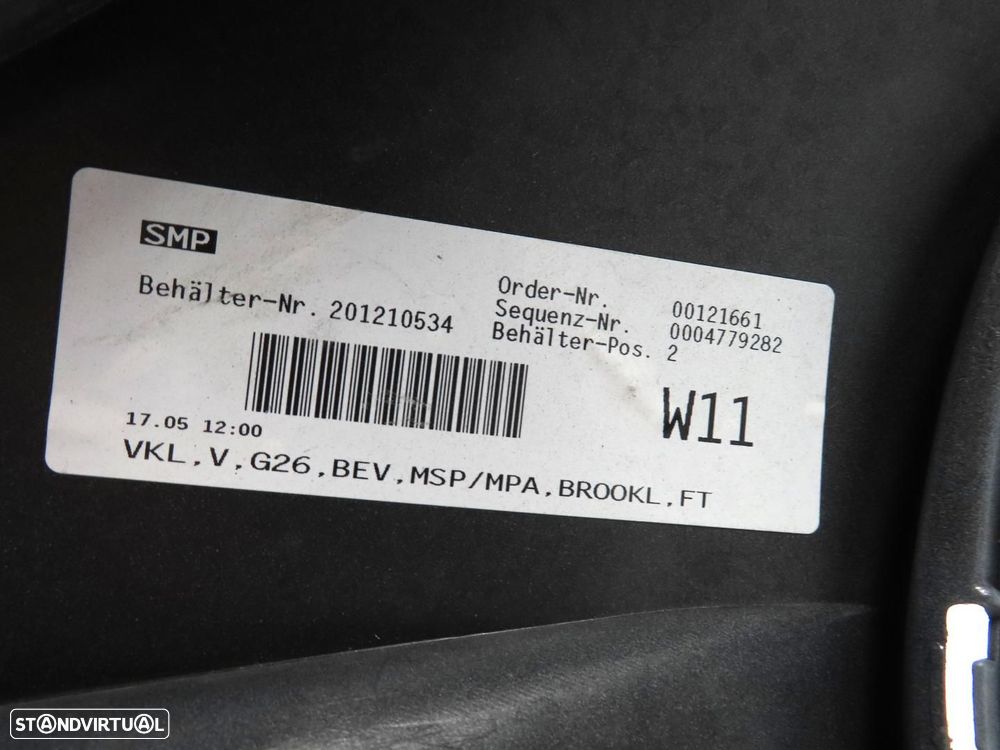 SMP
Behälter-Nr. 201210534
Order-Nr. 00121661
Sequenz-Nr. 0004779282
Behälter-Pos. 2
W11
17.05 12:00
VKL,V,G26,BEV,MSP/MPA,BROOKL,FT
STANDVIRTUAL